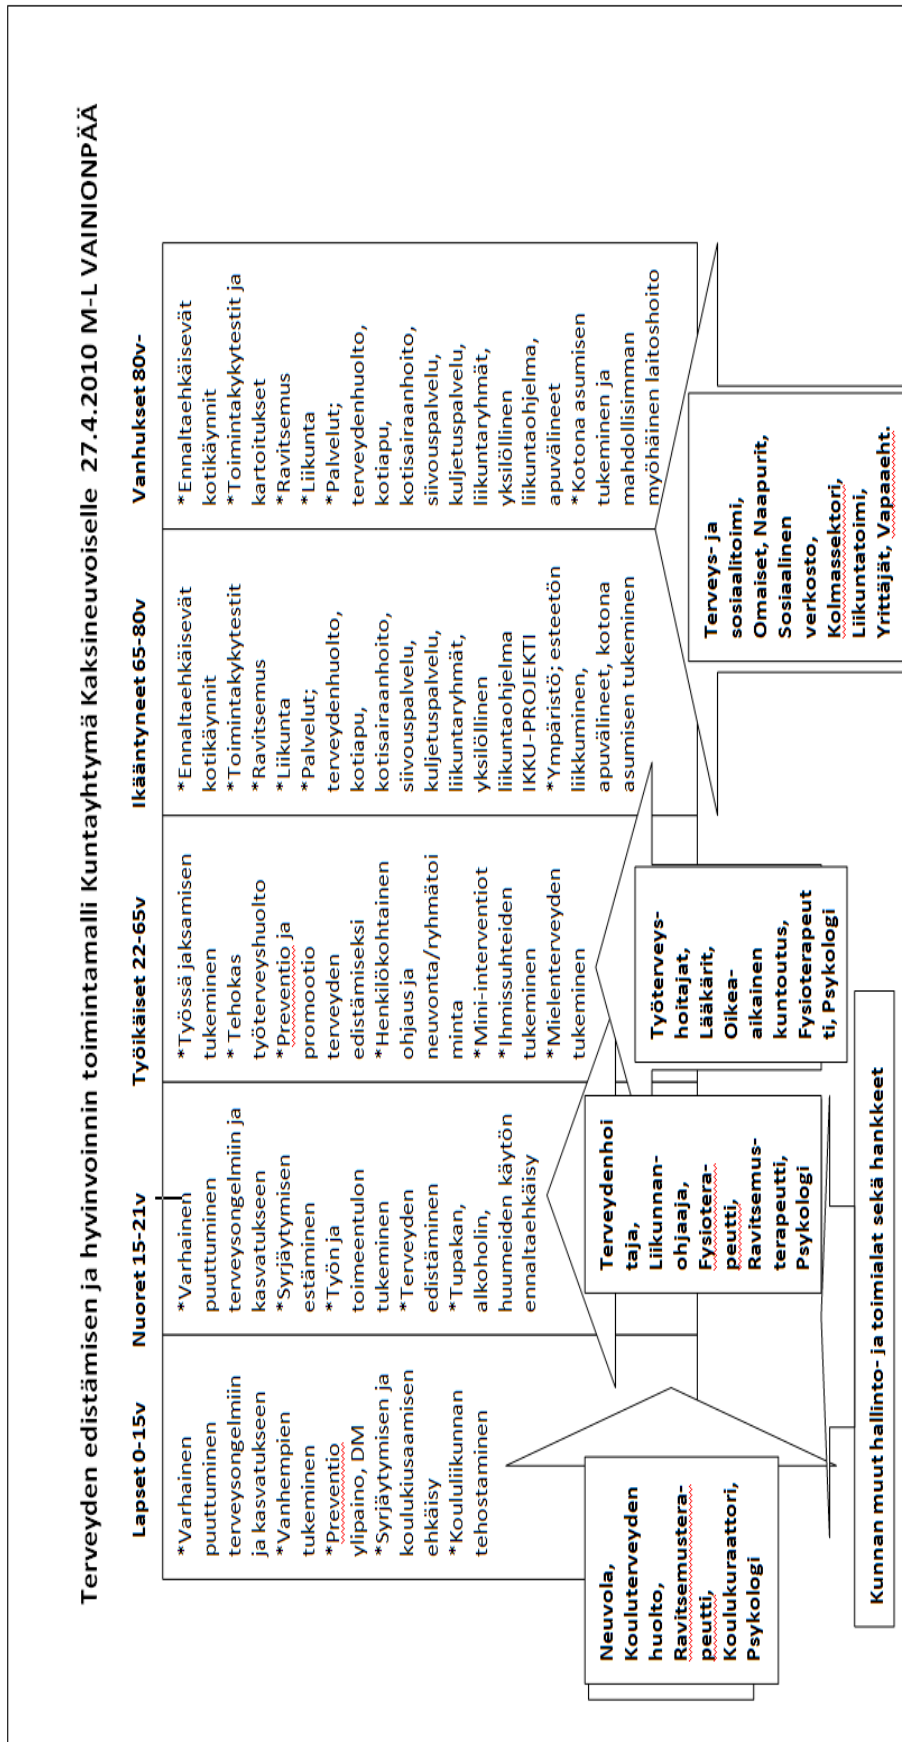 Terveyden edistämisen ja hyvinvoinnin toimintamalli Kuntayhtymä Kaksineuvoiselle 27.4.2010 M-L VAINIONPÄÄ
Lapset 0-15v
*Varhainen
puuttuminen
terveysongelmiin
ja kasvatukseen
*Vanhempien
tukeminen
*Preventio
ylipaino, DM
*Syrjäytymisen ja
koulukiusaamisen
ehkäisy
*Koululiikunnan
tehostaminen
Nuoret 15-21v
*Varhainen
puuttuminen
terveysongelmiin ja
kasvatukseen
*Syrjäytymisen
estäminen
*Työn ja
toimeentulon
tukeminen
*Terveyden
edistäminen
*Tupakan,
alkoholin,
huumeiden käytön
ennaltaehkäisy
Työikäiset 22-65v
*Työssä jaksamisen
tukeminen
* Tehokas
työterveyshuolto
*Preventio ja
promootio
terveyden
edistämiseksi
*Henkilökohtainen
ohjaus ja
neuvonta/ryhmätoi
minta
*Mini-interventiot
*Ihmissuhteiden
tukeminen
*Mielenterveyden
tukeminen
Ikääntyneet 65-80v
*Ennaltaehkäisevät
kotikäynnit
*Toimintakykytestit
*Ravitsemus
*Liikunta
*Palvelut;
terveydenhuolto,
kotiapu,
kotisairaanhoito,
siivouspalvelu,
kuljetuspalvelu,
liikuntaryhmät,
yksilöllinen
liikuntaohjelma
IKKU-PROJEKTI
*Ympäristö; esteetön
liikkuminen,
apuvälineet, kotona
asumisen tukeminen
Vanhukset 80v-
*Ennaltaehkäisevät
kotikäynnit
*Toimintakykytestit ja
kartoitukset
*Ravitsemus
*Liikunta
*Palvelut;
terveydenhuolto,
kotiapu,
kotisairaanhoito,
siivouspalvelu,
kuljetuspalvelu,
liikuntaryhmät,
yksilöllinen
liikuntaohjelma,
apuvälineet
*Kotona asumisen
tukeminen ja
mahdollisimman
myöhäinen laitoshoito
Neuvola,
Kouluterveyden
huolto,
Ravitsemustera-
peutti,
Koulukuraattori,
Psykologi
Terveydenhoi
taja,
Liikunnan-
ohjaaja,
Fysiotera-
peutti,
Ravitsemus-
terapeutti,
Psykologi
Työterveys-
hoitajat,
Lääkärit,
Oikea-
aikainen
kuntoutus,
Fysioterapeut
ti, Psykologi
Terveys- ja
sosiaalitoimi,
Omaiset, Naapurit,
Sosiaalinen
verkosto,
Kolmassektori,
Liikuntatoimi,
Yrittäjät, Vapaaeht.
Kunnan muut hallinto- ja toimialat sekä hankkeet